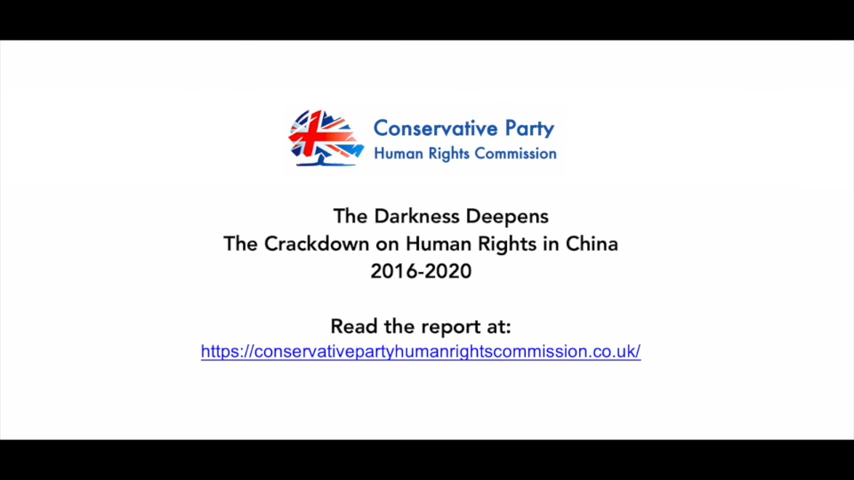 Conservative Party
Human Rights Commission
The Darkness Deepens
The Crackdown on Human Rights in China
2016-2020
Read the report at:
https://conservativepartyhumanrightscommission.co.uk/